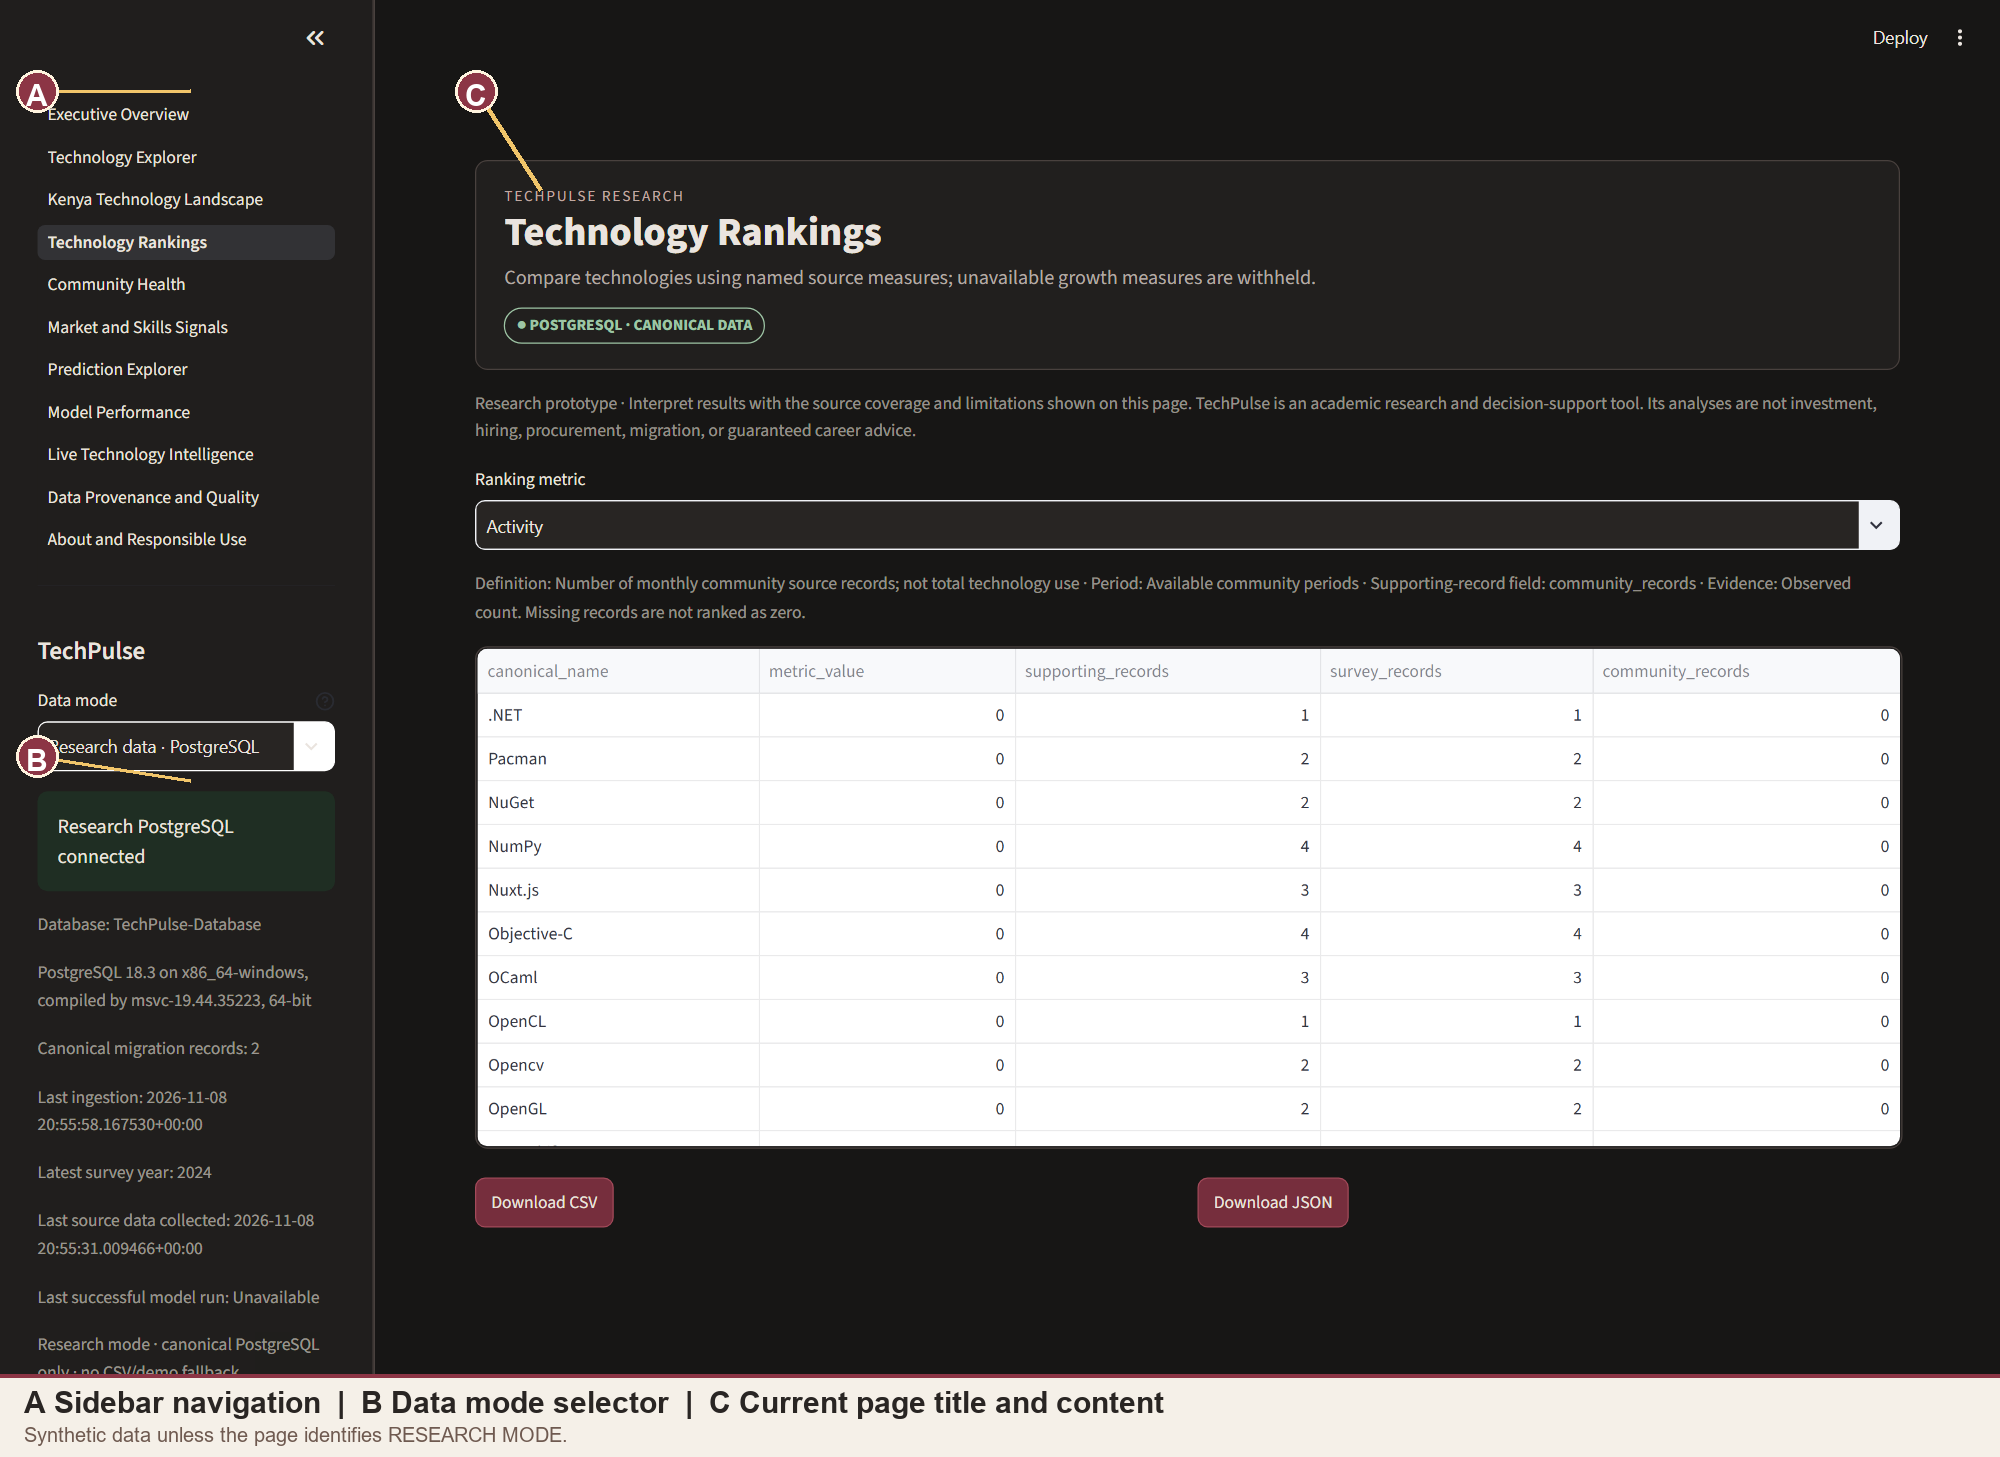 Deploy
A
Executive Overview
Technology Explorer
Kenya Technology Landscape
Technology Rankings
Community Health
Market and Skills Signals
Prediction Explorer
Model Performance
Live Technology Intelligence
Data Provenance and Quality
About and Responsible Use
TechPulse
Data mode
Research data · PostgreSQL
B
Research PostgreSQL
connected
Database: TechPulse-Database
PostgreSQL 18.3 on x86_64-windows,
compiled by msvc-19.44.35223, 64-bit
Canonical migration records: 2
Last ingestion: 2026-11-08
20:55:58.167530+00:00
Latest survey year: 2024
Last source data collected: 2026-11-08
20:55:31.009466+00:00
Last successful model run: Unavailable
Research mode · canonical PostgreSQL
only · no CSV/demo fallback
C
TECHPULSE RESEARCH
Technology Rankings
Compare technologies using named source measures; unavailable growth measures are withheld.
POSTGRESQL · CANONICAL DATA
Research prototype · Interpret results with the source coverage and limitations shown on this page. TechPulse is an academic research and decision-support tool. Its analyses are not investment,
hiring, procurement, migration, or guaranteed career advice.
Ranking metric
Activity
Definition: Number of monthly community source records; not total technology use · Period: Available community periods · Supporting-record field: community_records · Evidence: Observed
count. Missing records are not ranked as zero.
canonical_name metric_value supporting_records survey_records community_records
.NET 0 1 1 0
Pacman 0 2 2 0
NuGet 0 2 2 0
NumPy 0 4 4 0
Nuxt.js 0 3 3 0
Objective-C 0 4 4 0
OCaml 0 3 3 0
OpenCL 0 1 1 0
Opencv 0 2 2 0
OpenGL 0 2 2 0
Download CSV
Download JSON
A Sidebar navigation | B Data mode selector | C Current page title and content
Synthetic data unless the page identifies RESEARCH MODE.